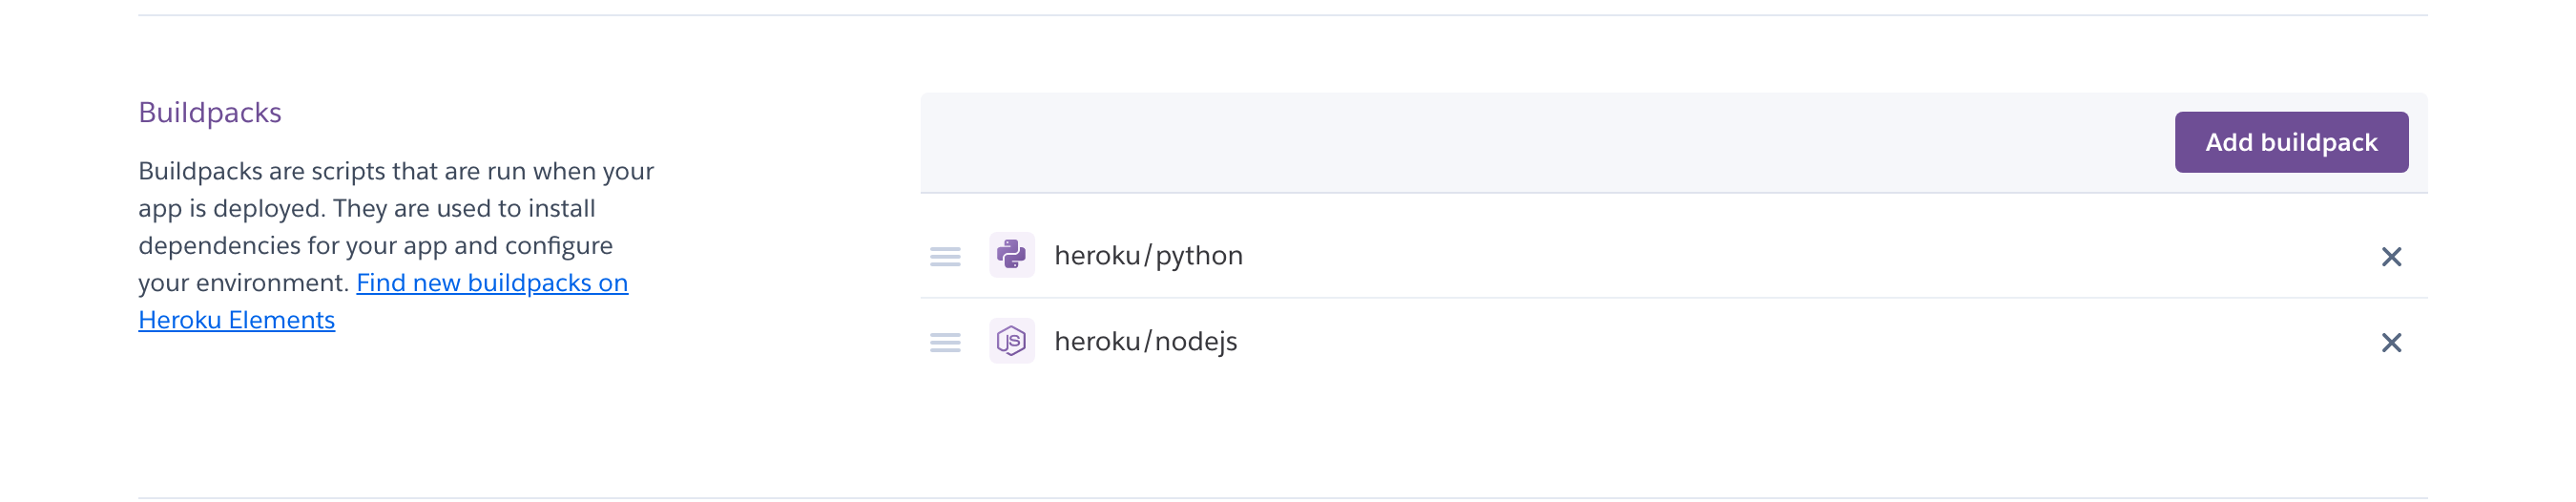 Buildpacks
Buildpacks are scripts that are run when your
app is deployed. They are used to install
dependencies for your app and configure
your environment. Find new buildpacks on
Heroku Elements
Add buildpack
heroku/python
JS heroku/nodejs